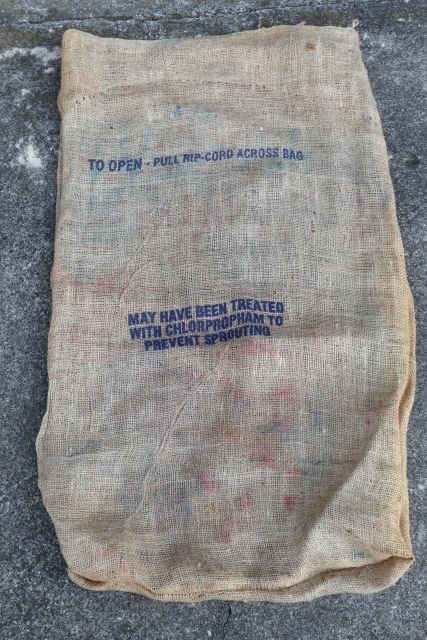 TO OPEN - PULL RIP-CORD ACROSS BAG
MAY HAVE BEEN TREATED
WITH CHLORPROPHAM TO
PREVENT SPROUTING